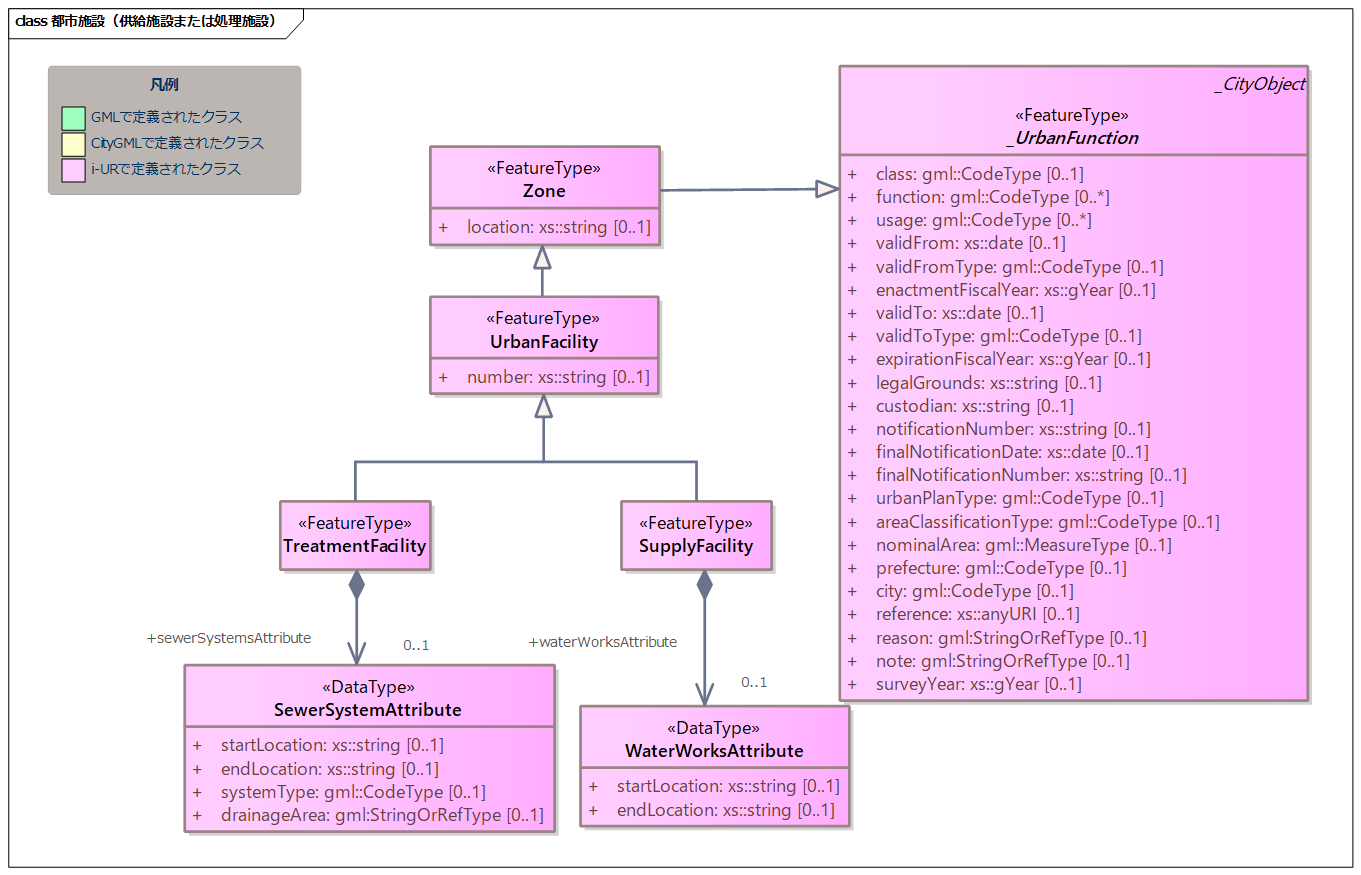 class 都市施設（供給施設または処理施設）
凡例
GMLで定義されたクラス
CityGMLで定義されたクラス
i-URで定義されたクラス
_CityObject
«FeatureType»
_UrbanFunction
+ class: gml::CodeType [0..1]
+ function: gml::CodeType [0..*]
+ usage: gml::CodeType [0..*]
+ validFrom: xs::date [0..1]
+ validFromType: gml::CodeType [0..1]
+ enactmentFiscalYear: xs::gYear [0..1]
+ validTo: xs::date [0..1]
+ validToType: gml::CodeType [0..1]
+ expirationFiscalYear: xs::gYear [0..1]
+ legalGrounds: xs::string [0..1]
+ custodian: xs::string [0..1]
+ notificationNumber: xs::string [0..1]
+ finalNotificationDate: xs::date [0..1]
+ finalNotificationNumber: xs::string [0..1]
+ urbanPlanType: gml::CodeType [0..1]
+ areaClassificationType: gml::CodeType [0..1]
+ nominalArea: gml::MeasureType [0..1]
+ prefecture: gml::CodeType [0..1]
+ city: gml::CodeType [0..1]
+ reference: xs::anyURI [0..1]
+ reason: gml:StringOrRefType [0..1]
+ note: gml:StringOrRefType [0..1]
+ surveyYear: xs::gYear [0..1]
«FeatureType»
Zone
+ location: xs::string [0..1]
«FeatureType»
UrbanFacility
+ number: xs::string [0..1]
«FeatureType»
TreatmentFacility
«FeatureType»
SupplyFacility
+sewerSystemsAttribute
0..1
+waterWorksAttribute
0..1
«DataType»
SewerSystemAttribute
+ startLocation: xs::string [0..1]
+ endLocation: xs::string [0..1]
+ systemType: gml::CodeType [0..1]
+ drainageArea: gml:StringOrRefType [0..1]
«DataType»
WaterWorksAttribute
+ startLocation: xs::string [0..1]
+ endLocation: xs::string [0..1]